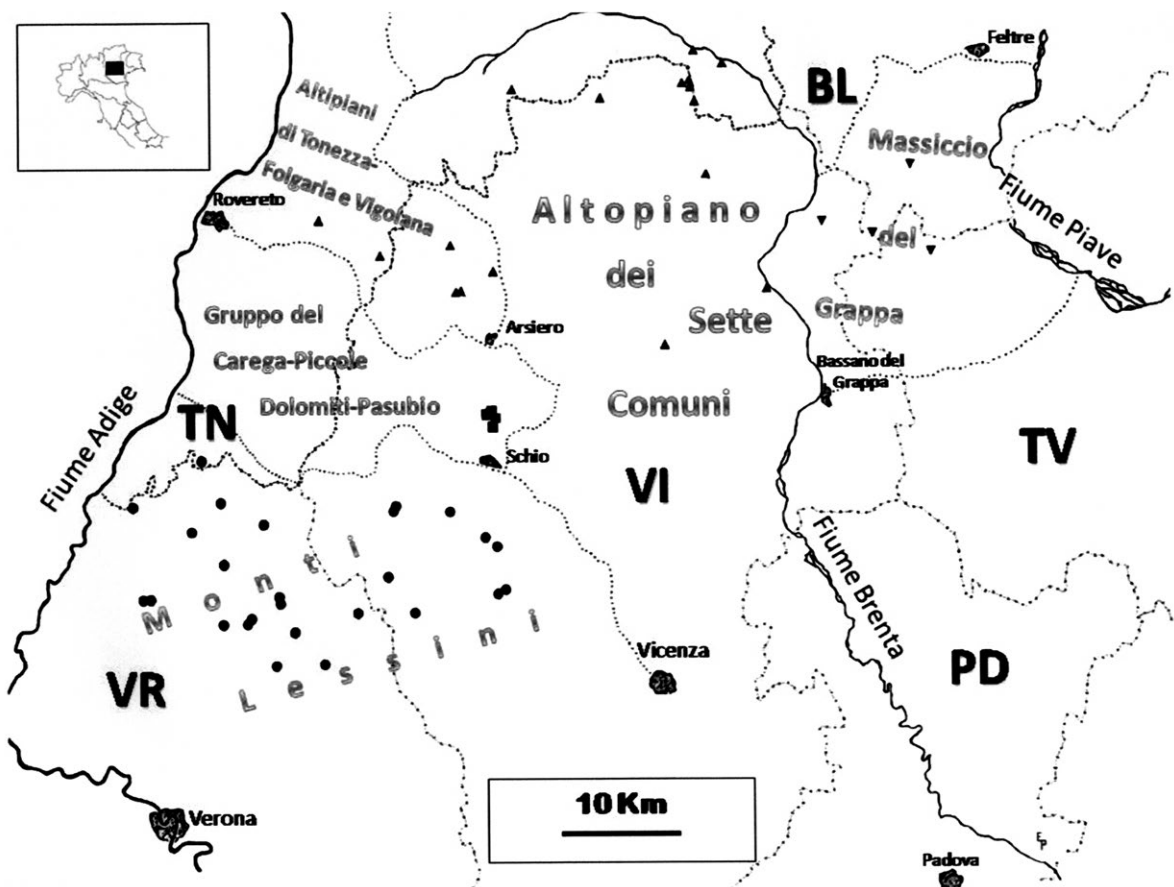 Feltre
BL
Altipiani
di Tonezza-
Folgaria e Vigolana
Massiccio
del
Grappa
Rovereto
Fiume Piave
Altopiano
dei
Sette
Comuni
Gruppo del
Carega-Piccole
Dolomiti-Pasubio
Arsiero
Bassano del
Grappa
TN
Fiume Adige
Schio
VI
TV
Monti
Lessini
Fiume Brenta
Vicenza
VR
PD
10 Km
Verona
Padova
EP